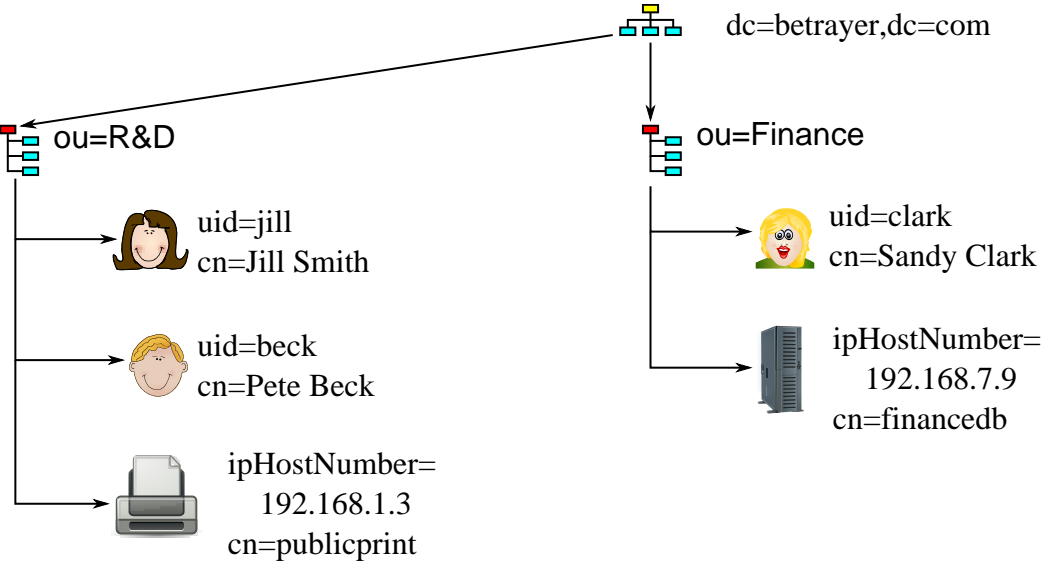 dc=betrayer,dc=com
ou=R&D
uid=jill
cn=Jill Smith
uid=beck
cn=Pete Beck
ipHostNumber=
192.168.1.3
cn=publicprint
ou=Finance
uid=clark
cn=Sandy Clark
ipHostNumber=
192.168.7.9
cn=financedb